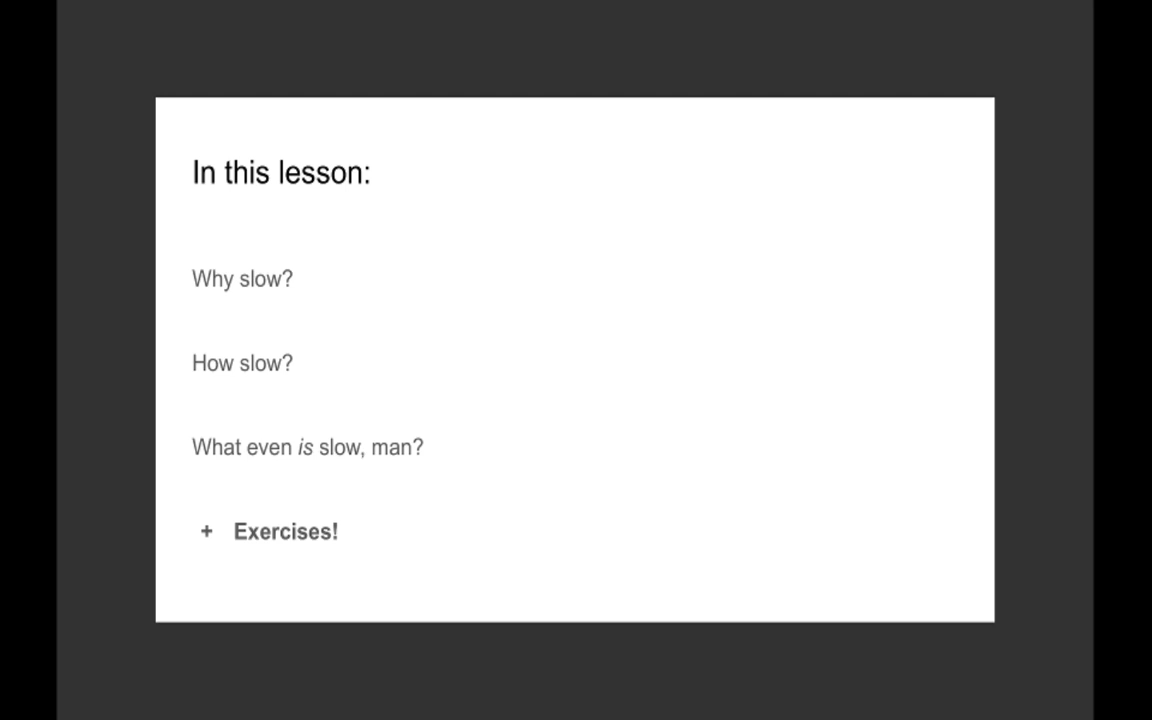 In this lesson:
Why slow?
How slow?
What even is slow, man?
+ Exercises!